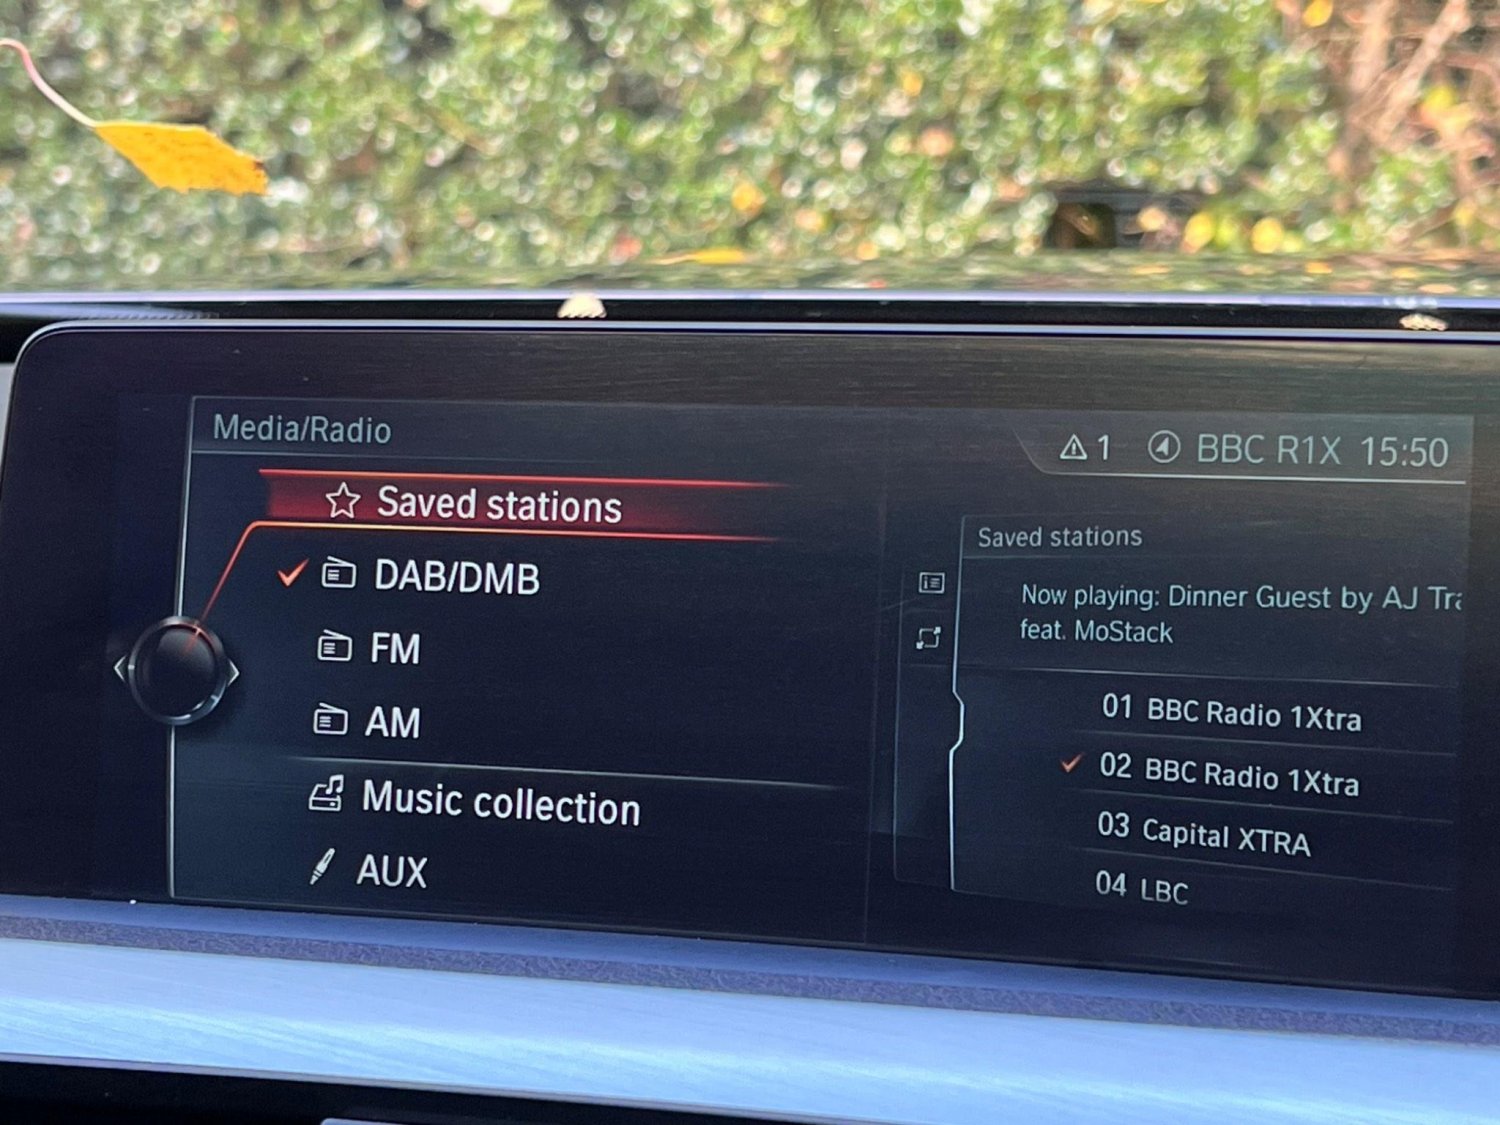 Media/Radio
1 BBC R1X 15:50
Saved stations
DAB/DMB
FM
AM
Music collection
AUX
Saved stations
Now playing: Dinner Guest by AJ
feat. MoStack
01 BBC Radio 1Xtra
02 BBC Radio 1Xtra
03 Capital XTRA
04 LBC